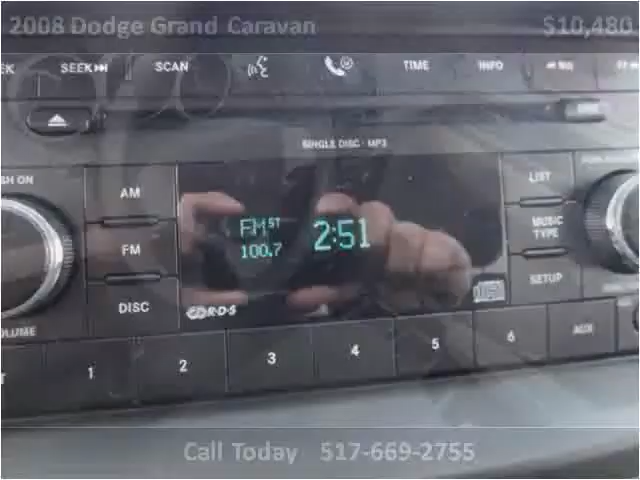 2008 Dodge Grand Caravan $10,480
SEEK SCAN TIME INFO
SINGLE DISC · MP3
SH ON AM LIST
FM ST 2:51 MUSIC TYPE
FM 100.7
DISC SETUP
VOLUME R·D·S
1 2 3 4 5 6 AUX
Call Today 517-669-2755